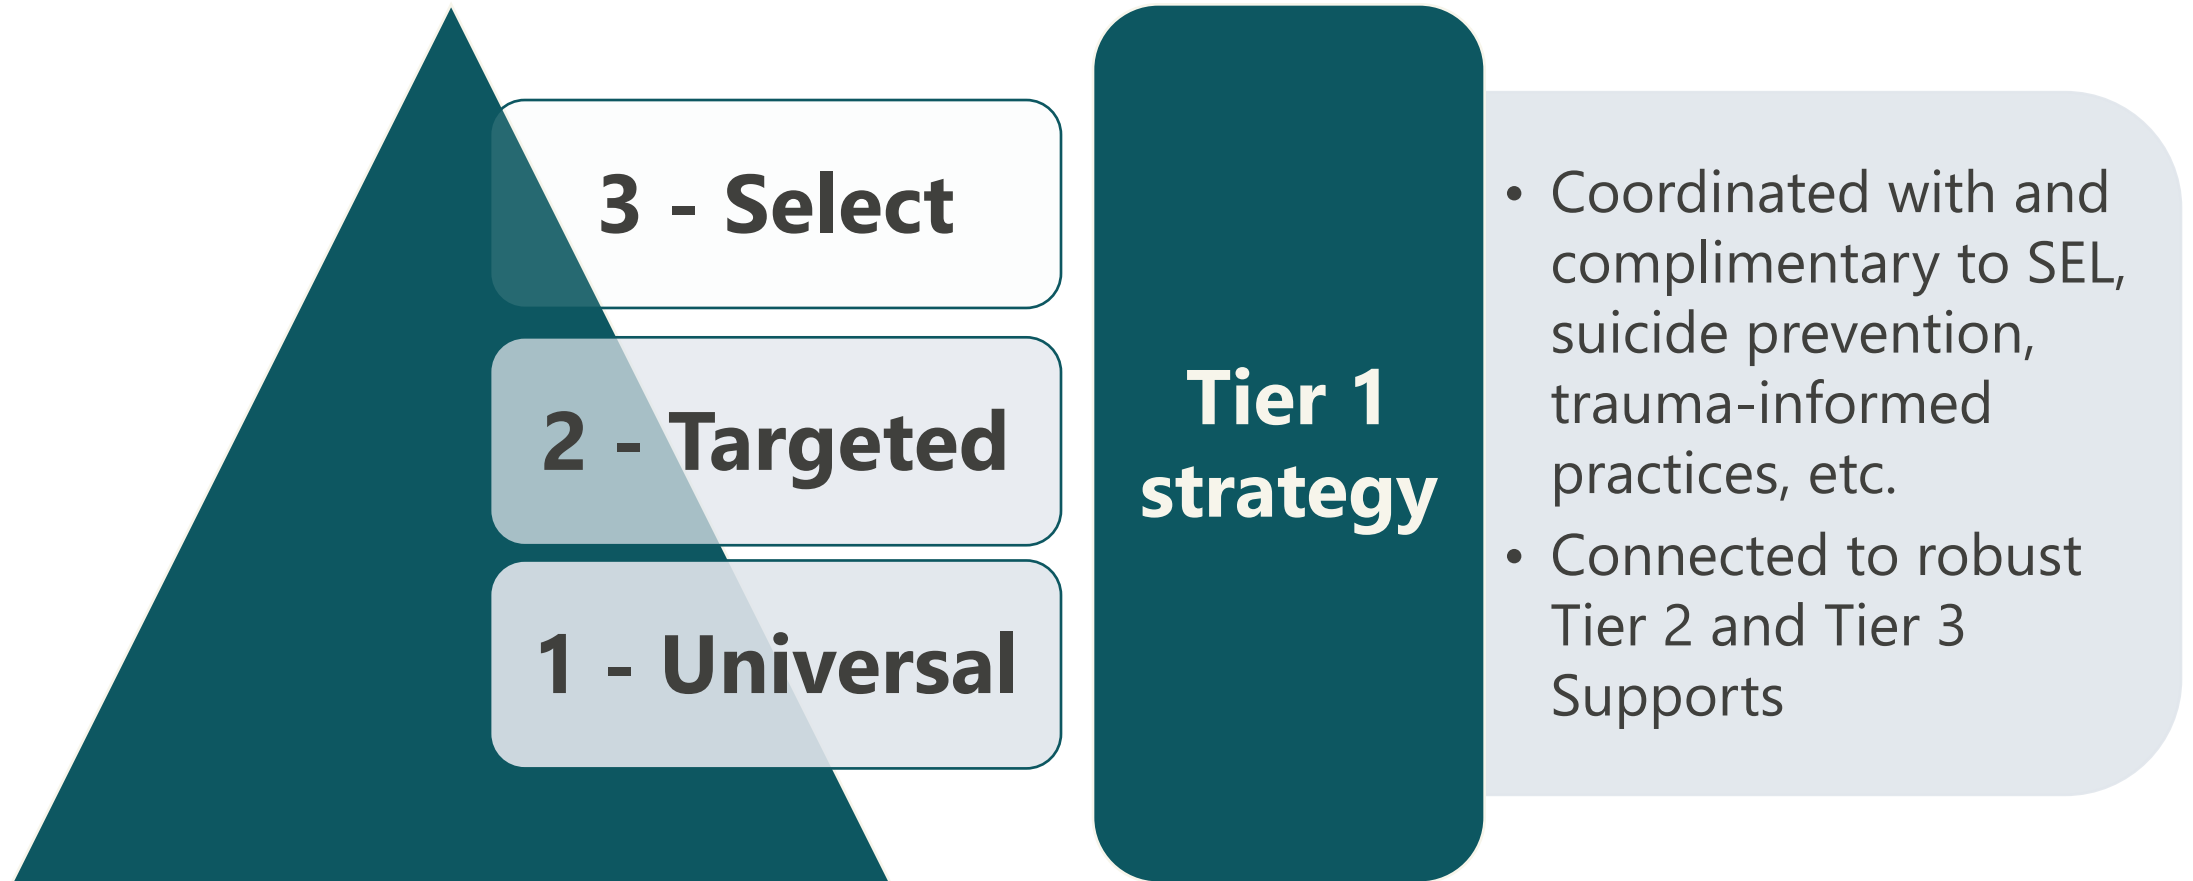 3 - Select
2 - Targeted
1 - Universal
Tier 1
strategy
• Coordinated with and
complimentary to SEL,
suicide prevention,
trauma-informed
practices, etc.
• Connected to robust
Tier 2 and Tier 3
Supports